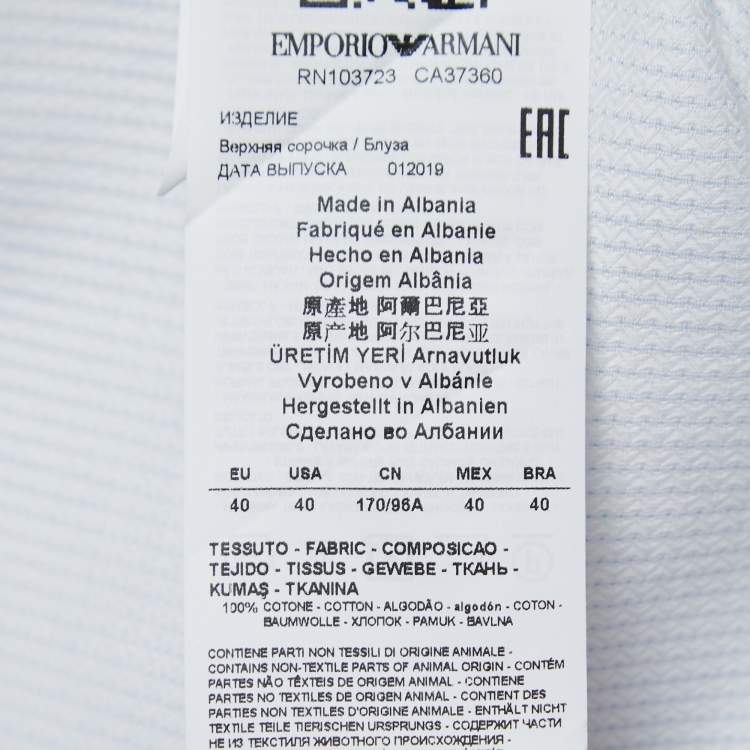 EMPORIO ARMANI
RN103723 CA37360
ИЗДЕЛИЕ
EAC
Верхняя сорочка / Блуза
ДАТА ВЫПУСКА 012019
Made in Albania
Fabriqué en Albanie
Hecho en Albania
Origem Albânia
原產地 阿爾巴尼亞
原产地 阿尔巴尼亚
ÜRETİM YERİ Arnavutluk
Vyrobeno v Albánle
Hergestellt in Albanien
Сделано во Албании
EU USA CN MEX BRA
40 40 170/96A 40 40
TESSUTO - FABRIC - COMPOSICAO -
TEJIDO - TISSUS - GEWEBE - ТКАНЬ -
KUMAŞ - TKANINA
100% COTONE - COTTON - ALGODÃO - algodón - COTON -
BAUMWOLLE - ХЛОПОК - PAMUK - BAVLNA
CONTIENE PARTI NON TESSILI DI ORIGINE ANIMALE -
CONTAINS NON-TEXTILE PARTS OF ANIMAL ORIGIN - CONTÉM
PARTES NÃO TÊXTEIS DE ORIGEM ANIMAL - CONTIENE
PARTES NO TEXTILES DE ORIGEN ANIMAL - CONTIENT DES
PARTIES NON TEXTILES D'ORIGINE ANIMALE - ENTHÄLT NICHT
TEXTILE TEILE TIERISCHEN URSPRUNGS - СОДЕРЖИТ ЧАСТИ
НЕ ИЗ ТЕКСТИЛЯ ЖИВОТНОГО ПРОИСХОЖДЕНИЯ -